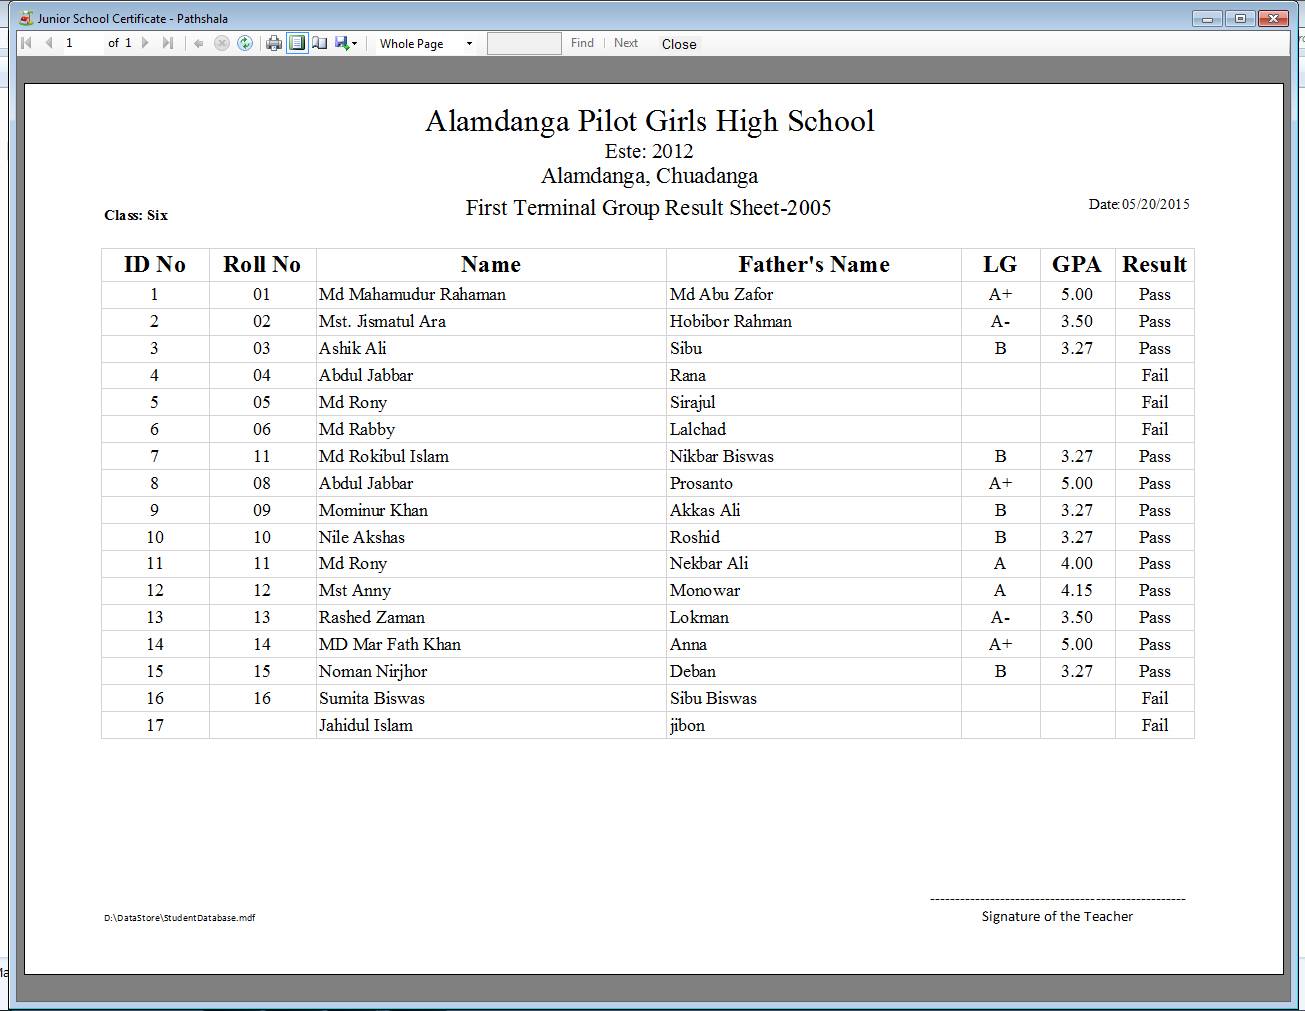 Junior School Certificate - Pathshala
1 of 1 Whole Page Find Next Close
Alamdanga Pilot Girls High School
Este: 2012
Alamdanga, Chuadanga
First Terminal Group Result Sheet-2005
Date:05/20/2015
Class: Six
ID No Roll No Name Father's Name LG GPA Result
1 01 Md Mahamudur Rahaman Md Abu Zafor A+ 5.00 Pass
2 02 Mst. Jismatul Ara Hobibor Rahman A- 3.50 Pass
3 03 Ashik Ali Sibu B 3.27 Pass
4 04 Abdul Jabbar Rana Fail
5 05 Md Rony Sirajul Fail
6 06 Md Rabby Lalchad Fail
7 11 Md Rokibul Islam Nikbar Biswas B 3.27 Pass
8 08 Abdul Jabbar Prosanto A+ 5.00 Pass
9 09 Mominur Khan Akkas Ali B 3.27 Pass
10 10 Nile Akshas Roshid B 3.27 Pass
11 11 Md Rony Nekbar Ali A 4.00 Pass
12 12 Mst Anny Monowar A 4.15 Pass
13 13 Rashed Zaman Lokman A- 3.50 Pass
14 14 MD Mar Fath Khan Anna A+ 5.00 Pass
15 15 Noman Nirjhor Deban B 3.27 Pass
16 16 Sumita Biswas Sibu Biswas Fail
17 Jahidul Islam jibon Fail
D:\DataStore\StudentDatabase.mdf
Signature of the Teacher